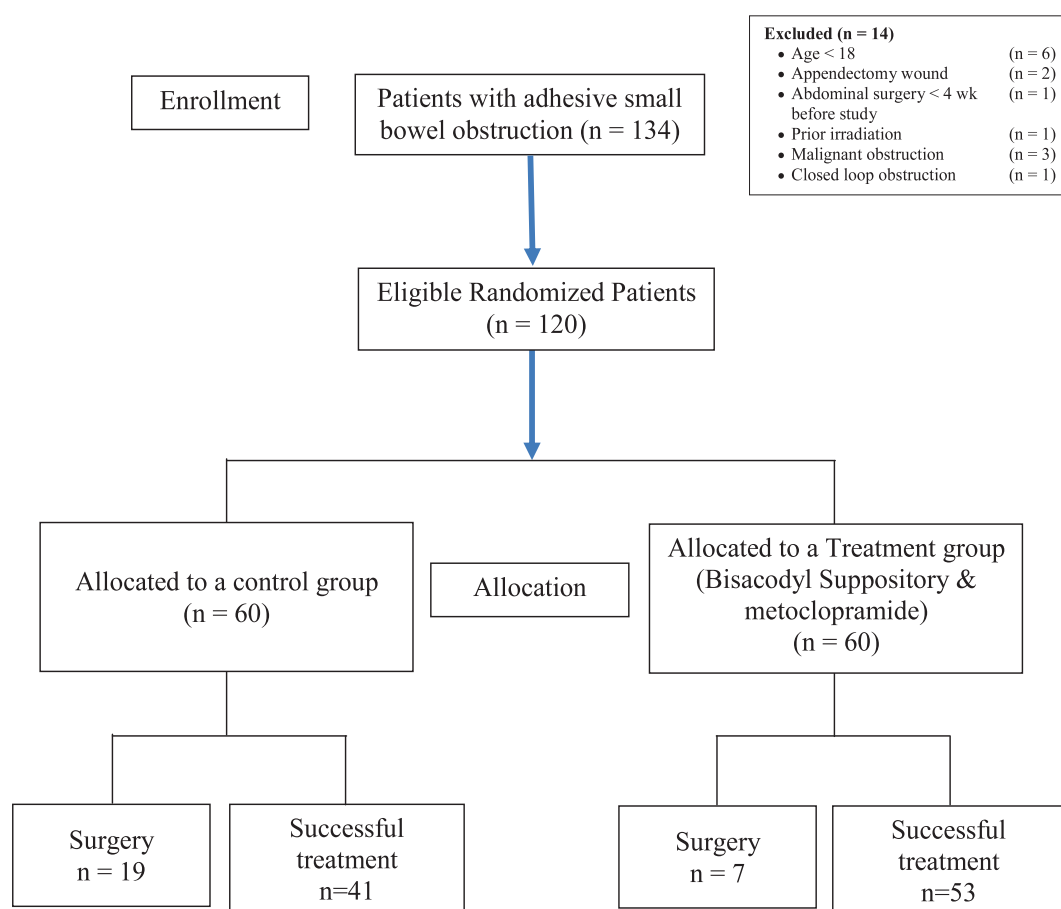 Excluded (n = 14)
• Age < 18 (n = 6)
• Appendectomy wound (n = 2)
• Abdominal surgery < 4 wk (n = 1)
before study
• Prior irradiation (n = 1)
• Malignant obstruction (n = 3)
• Closed loop obstruction (n = 1)
Enrollment
Patients with adhesive small
bowel obstruction (n = 134)
Eligible Randomized Patients
(n = 120)
Allocated to a control group
(n = 60)
Allocation
Allocated to a Treatment group
(Bisacodyl Suppository &
metoclopramide)
(n = 60)
Surgery
n = 19
Successful
treatment
n=41
Surgery
n = 7
Successful
treatment
n=53